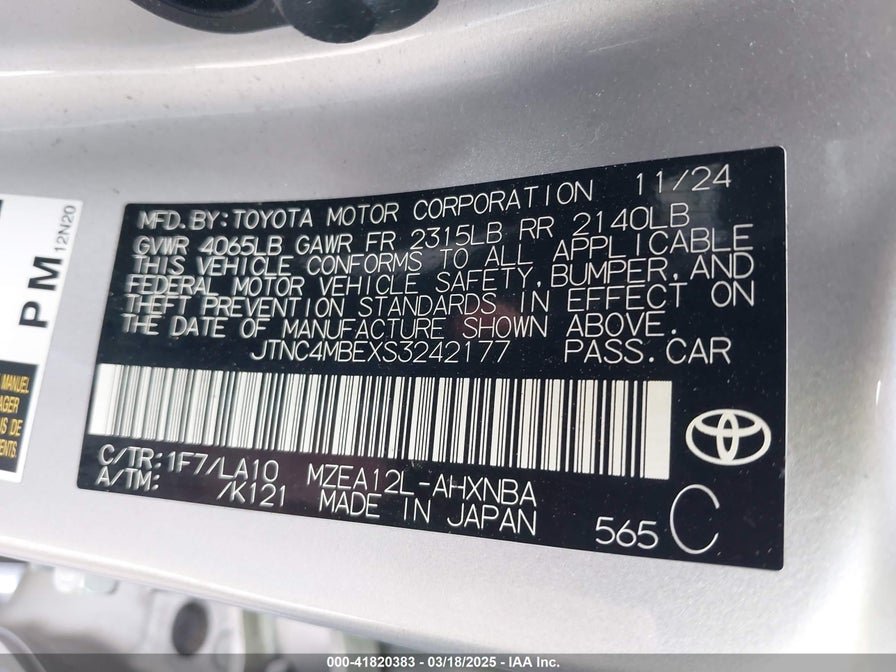 MFD.BY:TOYOTA MOTOR CORPORATION 11/24
GVWR 4065LB GAWR FR 2315LB RR 2140LB
THIS VEHICLE CONFORMS TO ALL APPLICABLE
FEDERAL MOTOR VEHICLE SAFETY,BUMPER,AND
THEFT PREVENTION STANDARDS IN EFFECT ON
THE DATE OF MANUFACTURE SHOWN ABOVE.
JTNC4MBEXS3242177 PASS.CAR
C/TR:1F7/LA10 MZEA12L-AHXNBA
A/TM: /K121 MADE IN JAPAN
565 C
PM
12N20
MANUEL
AGER
IS DE
MENTS.
000-41820383 - 03/18/2025 - IAA Inc.